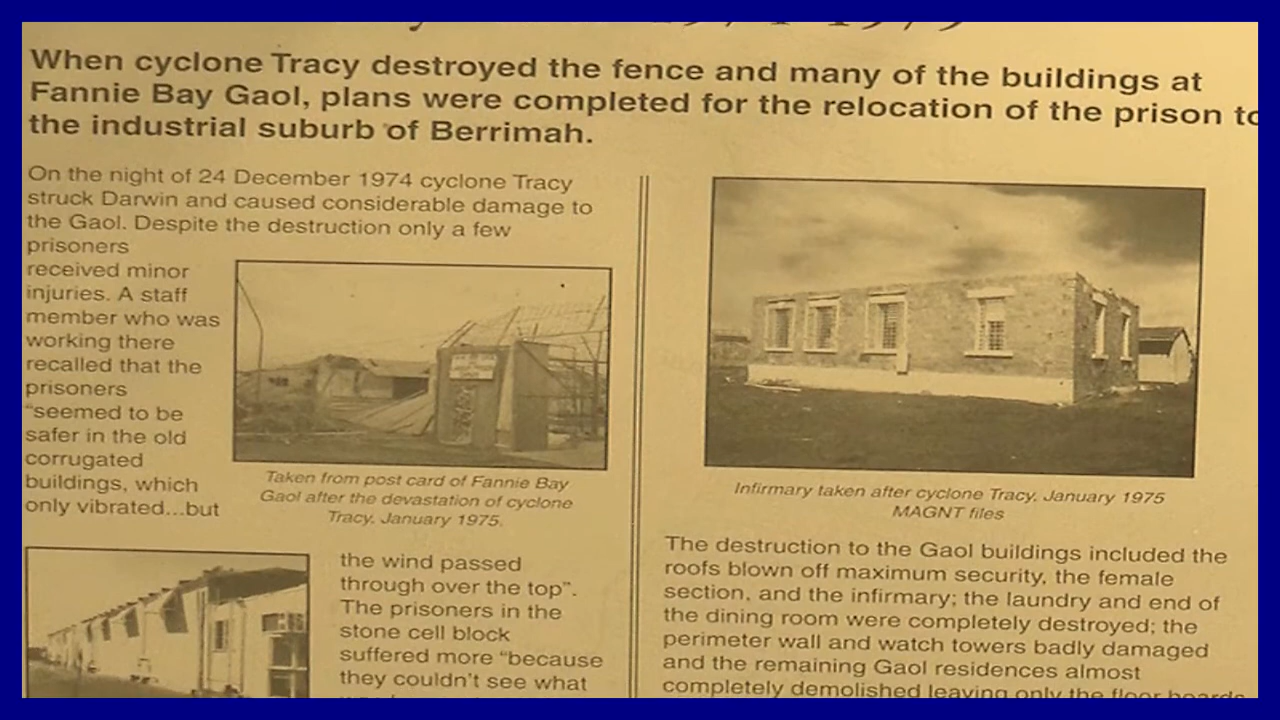 When cyclone Tracy destroyed the fence and many of the buildings at
Fannie Bay Gaol, plans were completed for the relocation of the prison to
the industrial suburb of Berrimah.
On the night of 24 December 1974 cyclone Tracy
struck Darwin and caused considerable damage to
the Gaol. Despite the destruction only a few
prisoners
received minor
injuries. A staff
member who was
working there
recalled that the
prisoners
"seemed to be
safer in the old
corrugated
buildings, which
only vibrated...but
Taken from post card of Fannie Bay
Gaol after the devastation of cyclone
Tracy. January 1975.
the wind passed
through over the top".
The prisoners in the
stone cell block
suffered more "because
they couldn't see what
Infirmary taken after cyclone Tracy. January 1975
MAGNT files
The destruction to the Gaol buildings included the
roofs blown off maximum security, the female
section, and the infirmary; the laundry and end of
the dining room were completely destroyed; the
perimeter wall and watch towers badly damaged
and the remaining Gaol residences almost
completely demolished leaving only the floor boards